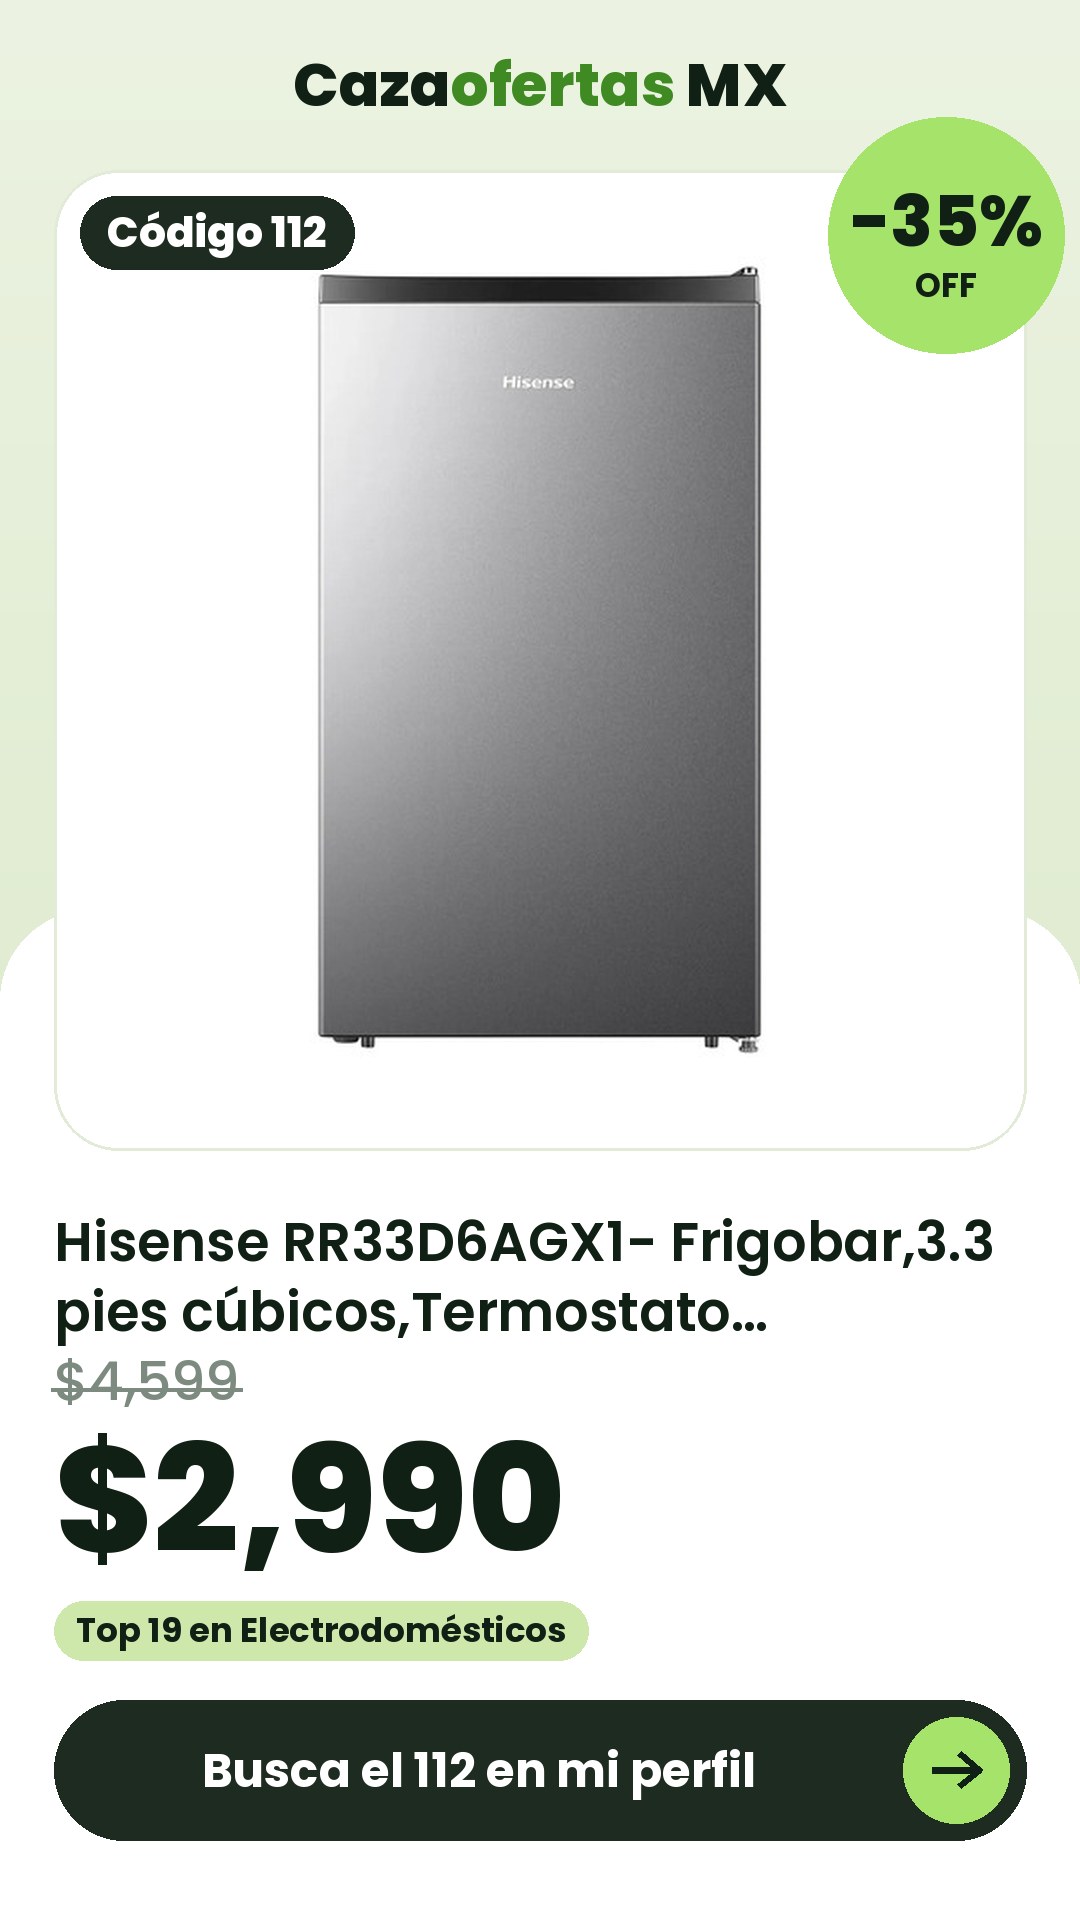 Cazaofertas MX
Código 112
-35%
OFF
Hisense
Hisense RR33D6AGX1- Frigobar,3.3
pies cúbicos,Termostato...
$4,599
$2,990
Top 19 en Electrodomésticos
Busca el 112 en mi perfil